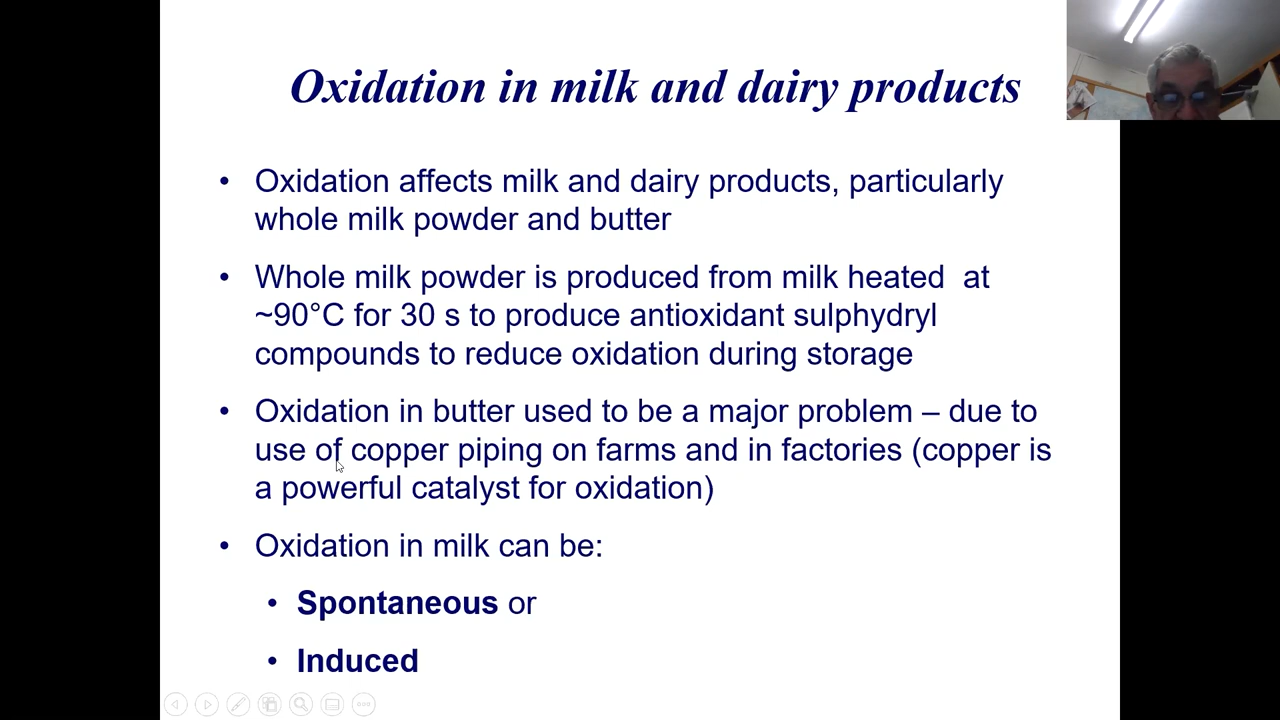 Oxidation in milk and dairy products
• Oxidation affects milk and dairy products, particularly
whole milk powder and butter
• Whole milk powder is produced from milk heated  at
~90°C for 30 s to produce antioxidant sulphydryl
compounds to reduce oxidation during storage
• Oxidation in butter used to be a major problem – due to
use of copper piping on farms and in factories (copper is
a powerful catalyst for oxidation)
• Oxidation in milk can be:
• Spontaneous or
• Induced